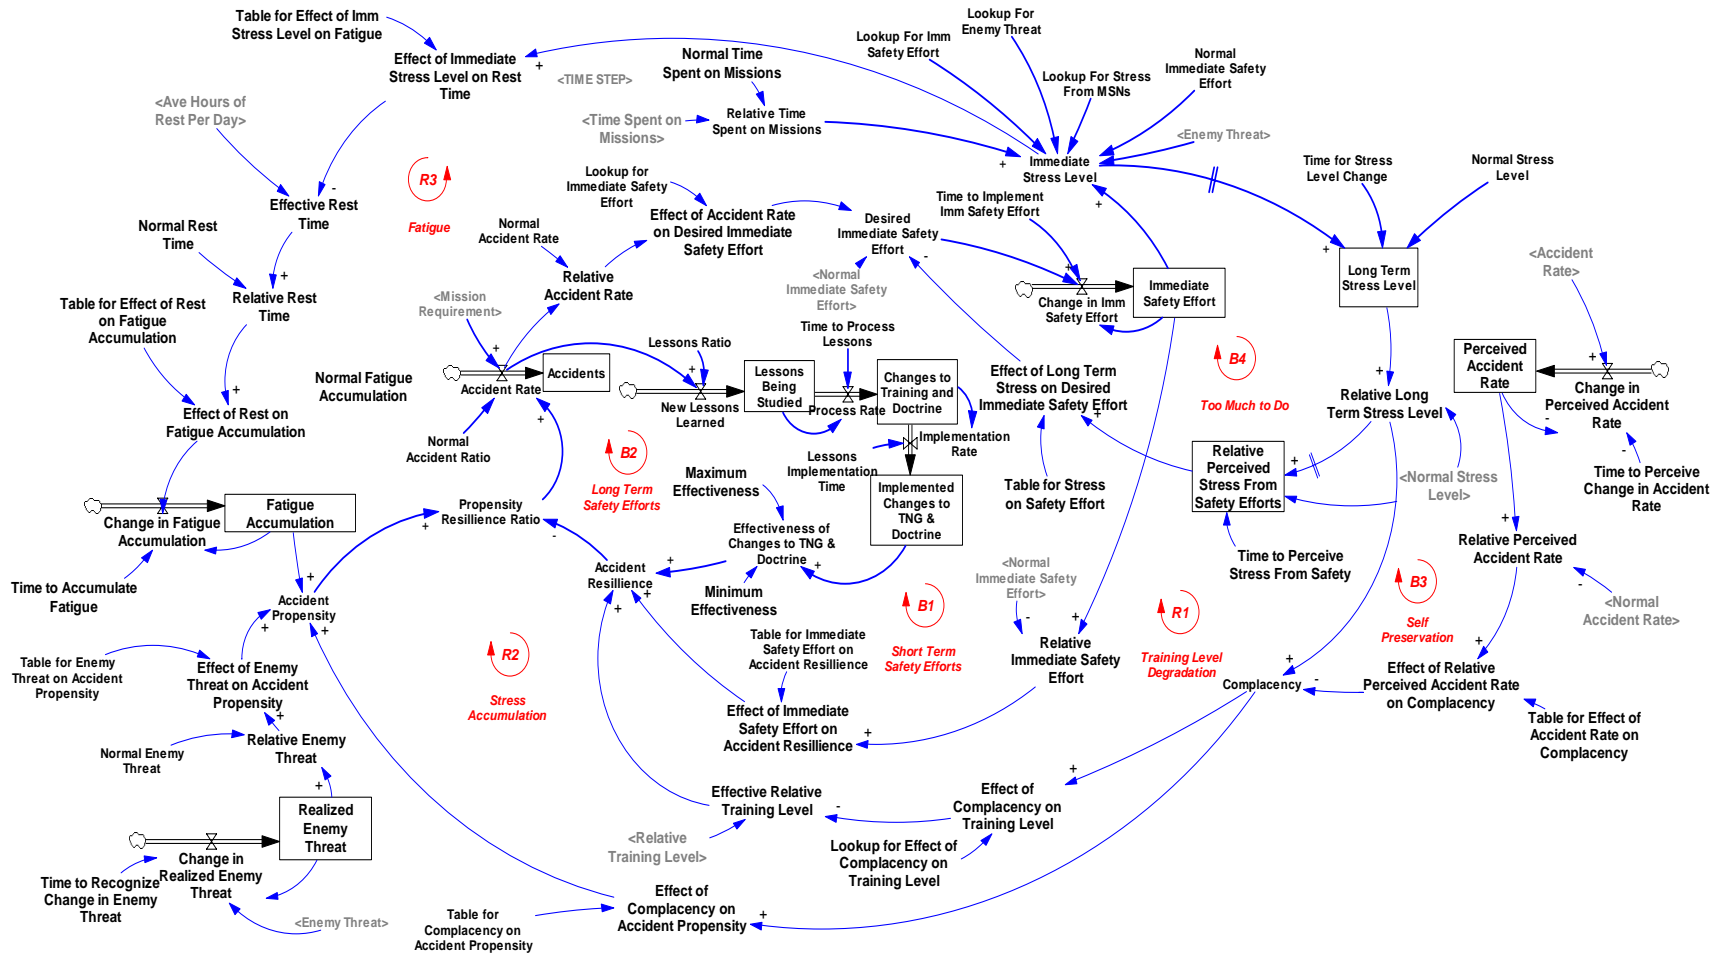 Table for Effect of Imm
Stress Level on Fatigue
Effect of Immediate
Stress Level on Rest
Time
+
<TIME STEP>
Normal Time
Spent on Missions
Lookup For Imm
Safety Effort
Lookup For
Enemy Threat
Lookup For Stress
From MSNs
Normal
Immediate Safety
Effort
<Ave Hours of
Rest Per Day>
<Time Spent on
Missions>
Relative Time
Spent on Missions
<Enemy Threat>
+
Immediate
Stress Level
+
Time for Stress
Level Change
Normal Stress
Level
R3
Fatigue
-
Effective Rest
Time
Normal Rest
Time
+
Lookup for
Immediate Safety
Effort
Normal
Accident Rate
Effect of Accident Rate
on Desired Immediate
Safety Effort
Desired
Immediate Safety
Effort
-
Time to Implement
Imm Safety Effort
+
Change in Imm
Safety Effort
Immediate
Safety Effort
+
Long Term
Stress Level
<Accident
Rate>
Relative
Accident Rate
<Normal
Immediate Safety
Effort>
Table for Effect of Rest
on Fatigue
Accumulation
Relative Rest
Time
<Mission
Requirement>
+
Accident Rate
Accidents
Lessons Ratio
+
New Lessons
Learned
Lessons
Being
Studied
Time to Process
Lessons
Process Rate
Changes to
Training and
Doctrine
Implementation
Rate
Lessons
Implementation
Time
Effect of Long Term
Stress on Desired
Immediate Safety Effort
+
B4
Too Much to Do
+
Relative Long
Term Stress Level
Perceived
Accident
Rate
+
Change in
Perceived Accident
Rate
-
-
Time to Perceive
Change in Accident
Rate
Normal Fatigue
Accumulation
+
Effect of Rest on
Fatigue Accumulation
Normal
Accident Ratio
+
B2
Long Term
Safety Efforts
Maximum
Effectiveness
Implemented
Changes to
TNG &
Doctrine
Table for Stress
on Safety Effort
Relative
Perceived
Stress From
Safety Efforts
+
<Normal Stress
Level>
Change in Fatigue
Accumulation
Fatigue
Accumulation
Propensity
Resillience Ratio
+
-
Effectiveness of
Changes to TNG &
Doctrine
+
Minimum
Effectiveness
Time to Perceive
Stress From Safety
+
Relative Perceived
Accident Rate
-
<Normal
Accident Rate>
Time to Accumulate
Fatigue
+
Accident
Propensity
+
+
Accident
Resillience
+
+
+
<Normal
Immediate Safety
Effort>
-
+
Relative
Immediate Safety
Effort
B1
Short Term
Safety Efforts
R1
Training Level
Degradation
B3
Self
Preservation
Table for Enemy
Threat on Accident
Propensity
Effect of Enemy
Threat on Accident
Propensity
+
R2
Stress
Accumulation
Table for Immediate
Safety Effort on
Accident Resillience
Effect of Immediate
Safety Effort on
Accident Resillience
+
+
Complacency
-
+
Effect of Relative
Perceived Accident Rate
on Complacency
Table for Effect of
Accident Rate on
Complacency
Normal Enemy
Threat
Relative Enemy
Threat
+
Realized
Enemy
Threat
Effective Relative
Training Level
-
+
Effect of
Complacency on
Training Level
<Relative
Training Level>
Lookup for Effect of
Complacency on
Training Level
Change in
Realized Enemy
Threat
Time to Recognize
Change in Enemy
Threat
<Enemy Threat>
Table for
Complacency on
Accident Propensity
Effect of
Complacency on
Accident Propensity
+